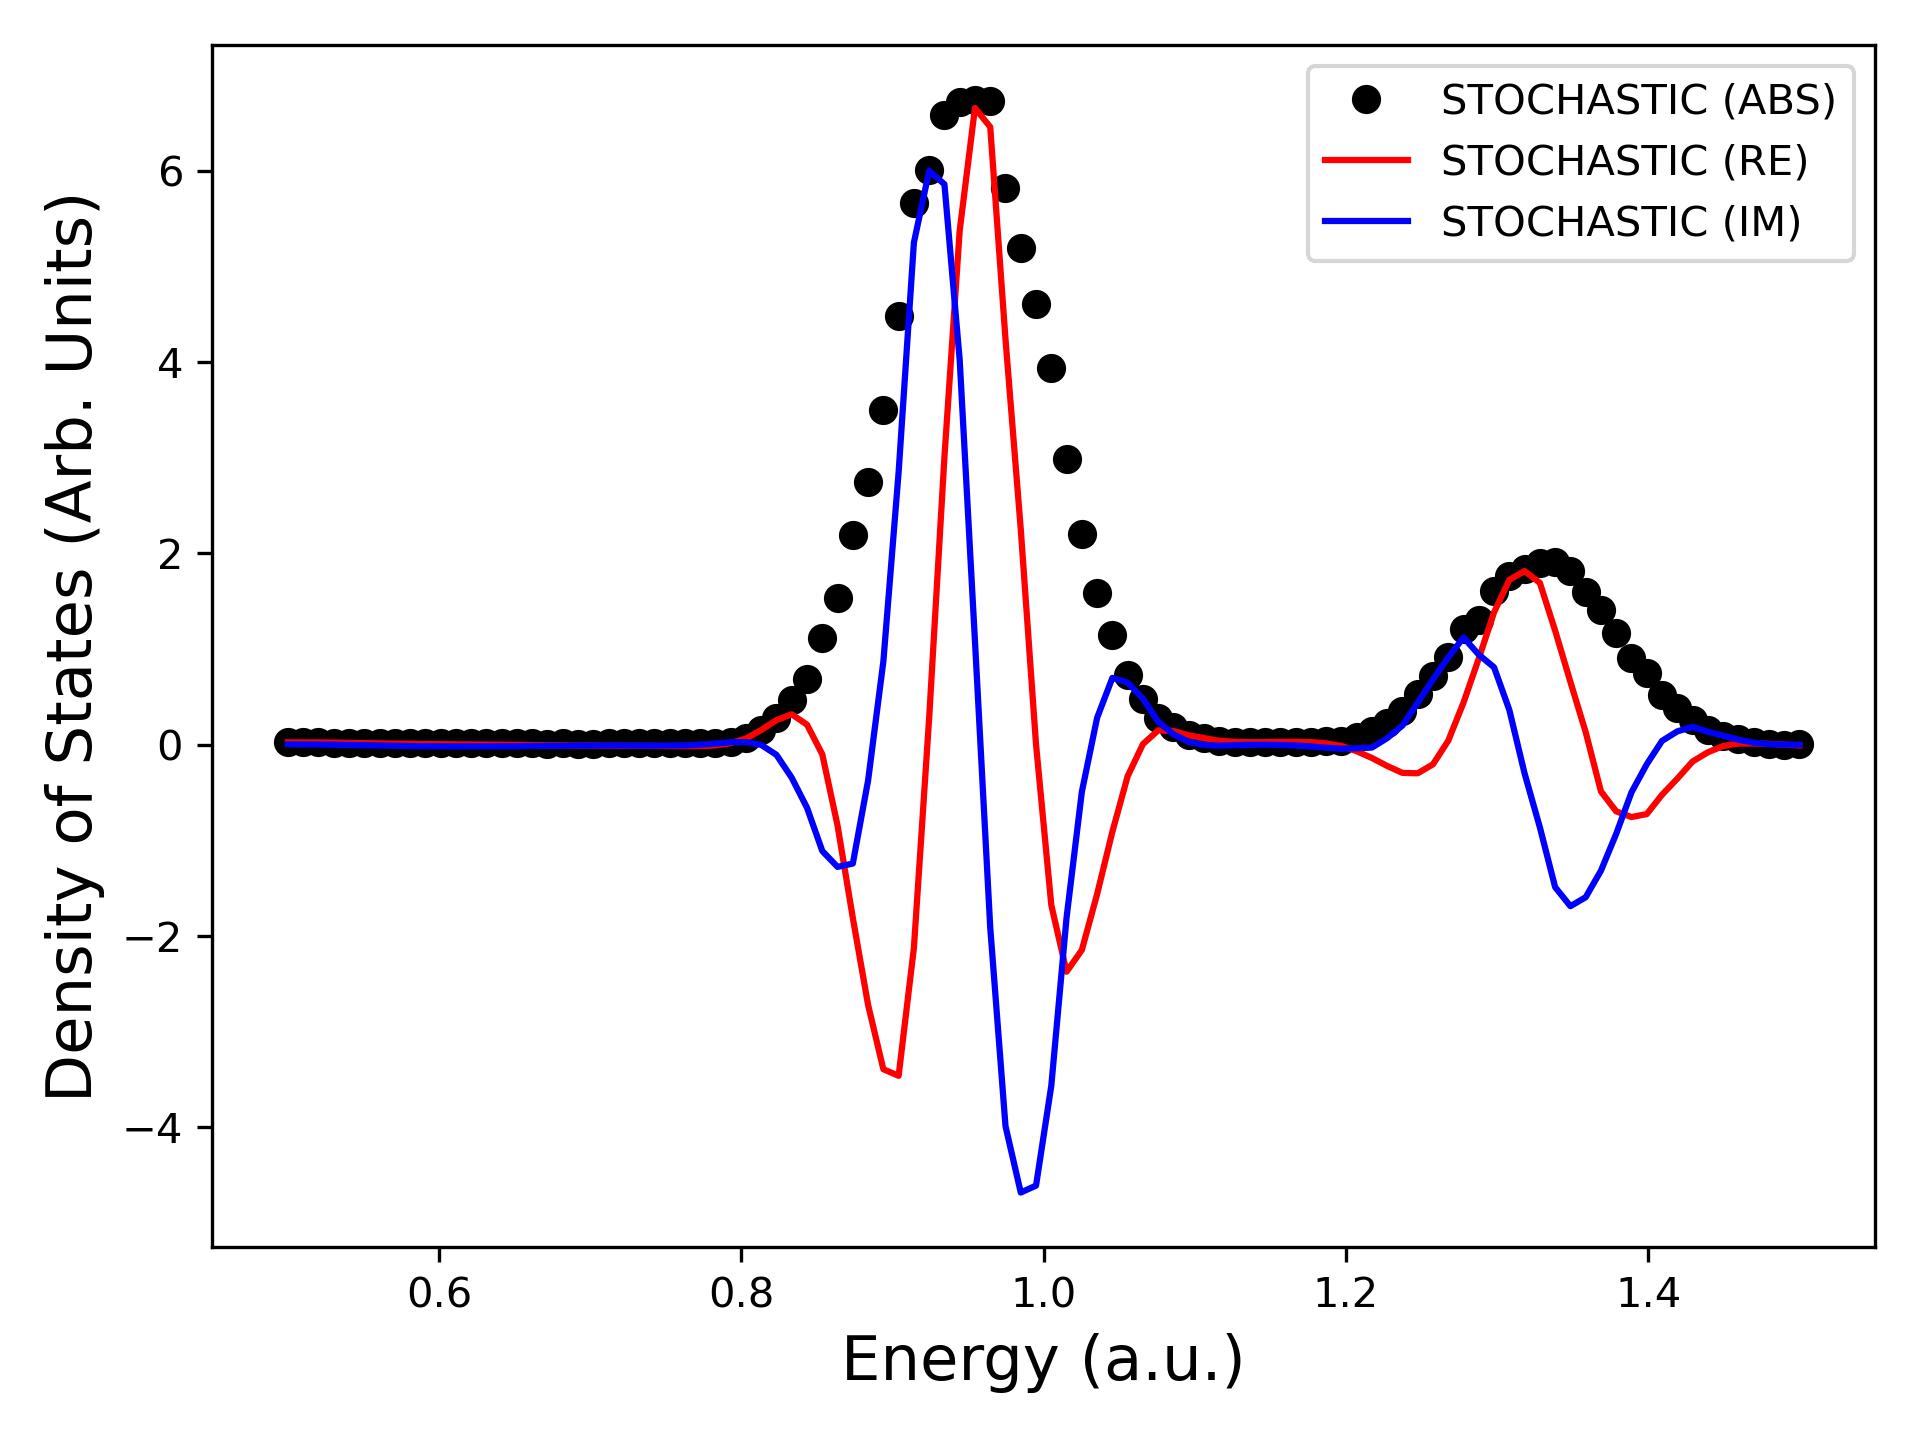 STOCHASTIC (ABS)
STOCHASTIC (RE)
STOCHASTIC (IM)
Density of States (Arb. Units)
6
4
2
0
−2
−4
0.6 0.8 1.0 1.2 1.4
Energy (a.u.)